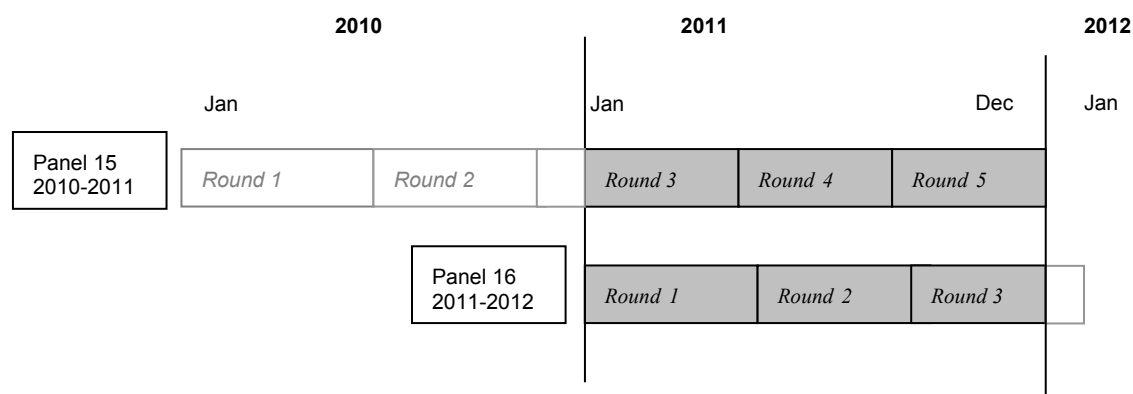 2010 2011 2012
Jan Jan Dec Jan
Panel 15
2010-2011
Round 1 Round 2 Round 3 Round 4 Round 5
Panel 16
2011-2012
Round 1 Round 2 Round 3